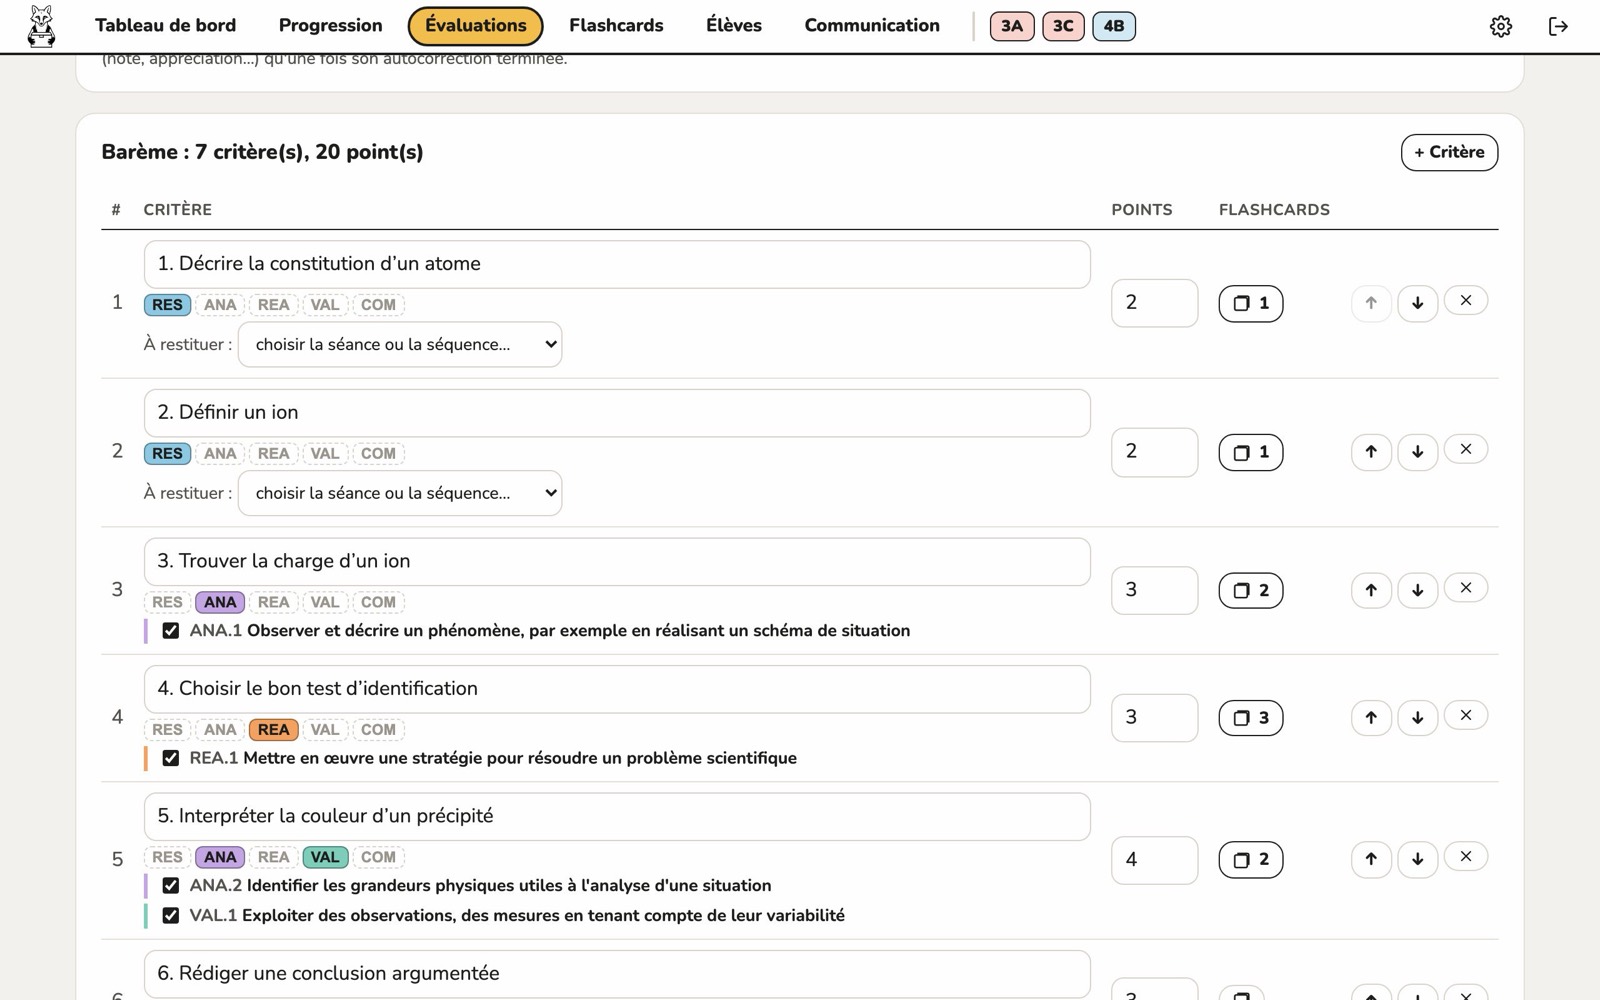 Tableau de bord Progression Évaluations Flashcards Élèves Communication 3A 3C 4B
(note, appréciation...) qu'une fois son autocorrection terminée.
Barème : 7 critère(s), 20 point(s) + Critère
# CRITÈRE POINTS FLASHCARDS
1. Décrire la constitution d’un atome
1 RES ANA REA VAL COM 2 1
À restituer : choisir la séance ou la séquence...
2. Définir un ion
2 RES ANA REA VAL COM 2 1
À restituer : choisir la séance ou la séquence...
3. Trouver la charge d’un ion
3 RES ANA REA VAL COM 3 2
ANA.1 Observer et décrire un phénomène, par exemple en réalisant un schéma de situation
4. Choisir le bon test d’identification
4 RES ANA REA VAL COM 3 3
REA.1 Mettre en œuvre une stratégie pour résoudre un problème scientifique
5. Interpréter la couleur d’un précipité
5 RES ANA REA VAL COM 4 2
ANA.2 Identifier les grandeurs physiques utiles à l'analyse d'une situation
VAL.1 Exploiter des observations, des mesures en tenant compte de leur variabilité
6. Rédiger une conclusion argumentée